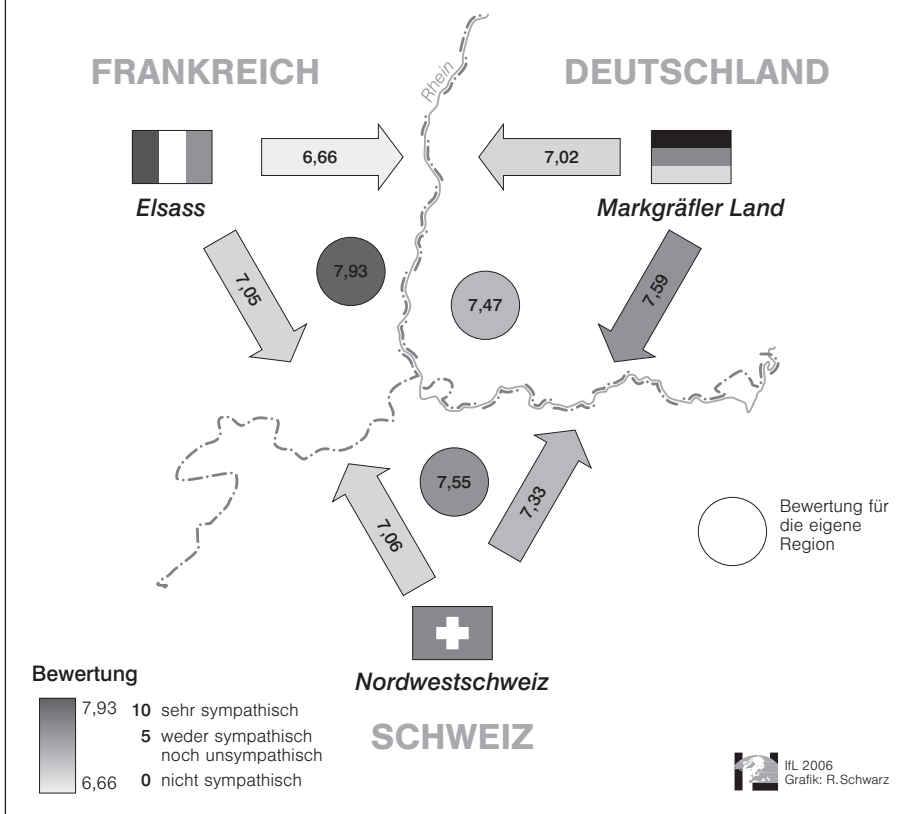 FRANKREICH
DEUTSCHLAND
Rhein
6,66
7,02
Elsass
Markgräfler Land
7,05
7,93
7,47
7,59
7,55
7,06
7,33
Bewertung für
die eigene
Region
Nordwestschweiz
SCHWEIZ
Bewertung
7,93
6,66
10 sehr sympathisch
5 weder sympathisch
noch unsympathisch
0 nicht sympathisch
IfL 2006
Grafik: R.Schwarz